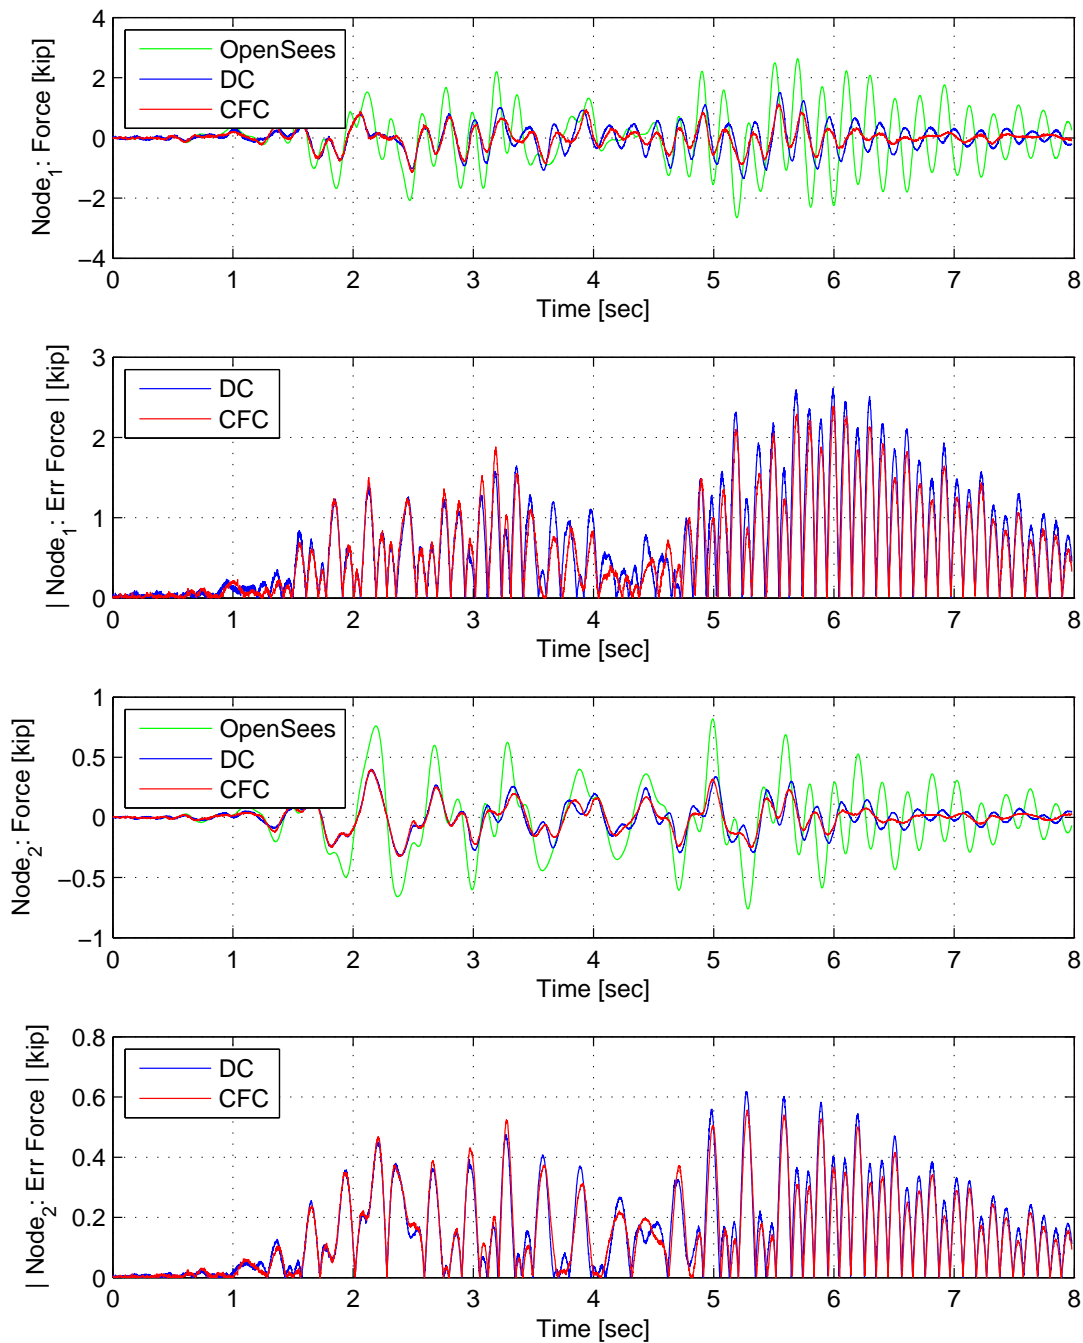 4
2
0
−2
−4
Node1: Force [kip]
OpenSees
DC
CFC
0 1 2 3 4 5 6 7 8
Time [sec]
3
2
1
0
| Node1: Err Force | [kip]
DC
CFC
0 1 2 3 4 5 6 7 8
Time [sec]
1
0.5
0
−0.5
−1
Node2: Force [kip]
OpenSees
DC
CFC
0 1 2 3 4 5 6 7 8
Time [sec]
0.8
0.6
0.4
0.2
0
| Node2: Err Force | [kip]
DC
CFC
0 1 2 3 4 5 6 7 8
Time [sec]